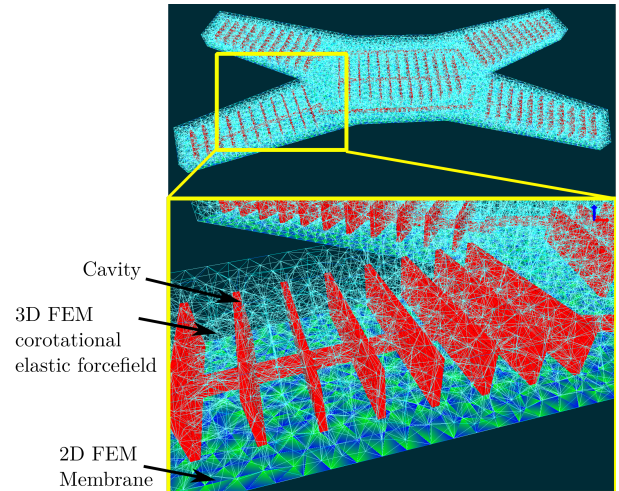 Cavity
3D FEM
corotational
elastic forcefield
2D FEM
Membrane